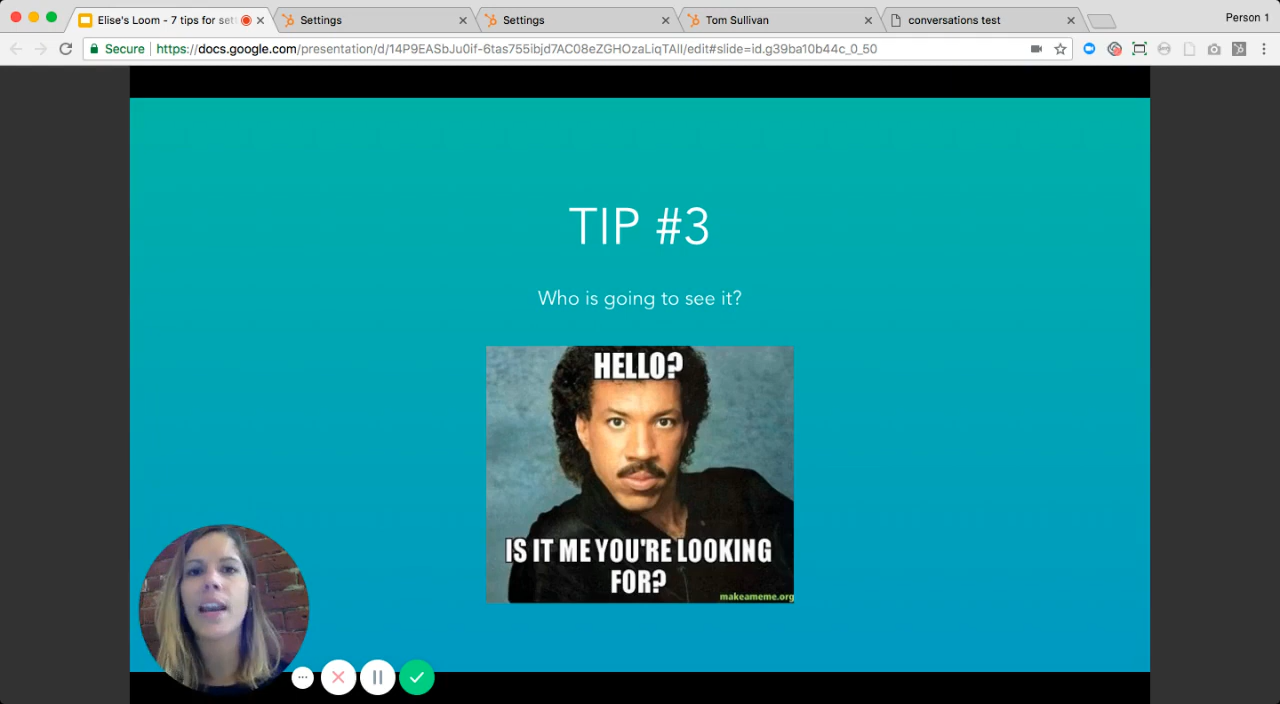 Elise's Loom - 7 tips for set
Settings
Settings
Tom Sullivan
conversations test
Person 1
Secure
https://docs.google.com/presentation/d/14P9EASbJu0if-6tas755ibjd7AC08eZGHOzaLiqTAII/edit#slide=id.g39ba10b44c_0_50
TIP #3
Who is going to see it?
HELLO?
IS IT ME YOU'RE LOOKING
FOR?
makeameme.org